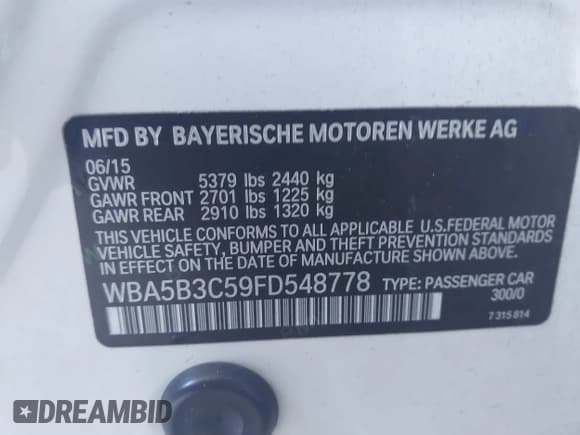 MFD BY BAYERISCHE MOTOREN WERKE AG
06/15
GVWR 5379 lbs 2440 kg
GAWR FRONT 2701 lbs 1225 kg
GAWR REAR 2910 lbs 1320 kg
THIS VEHICLE CONFORMS TO ALL APPLICABLE U.S.FEDERAL MOTOR
VEHICLE SAFETY, BUMPER AND THEFT PREVENTION STANDARDS
IN EFFECT ON THE DATE OF MANUFACTURE SHOWN ABOVE.
WBA5B3C59FD548778 TYPE: PASSENGER CAR
300/0
7 315 814
DREAMBID